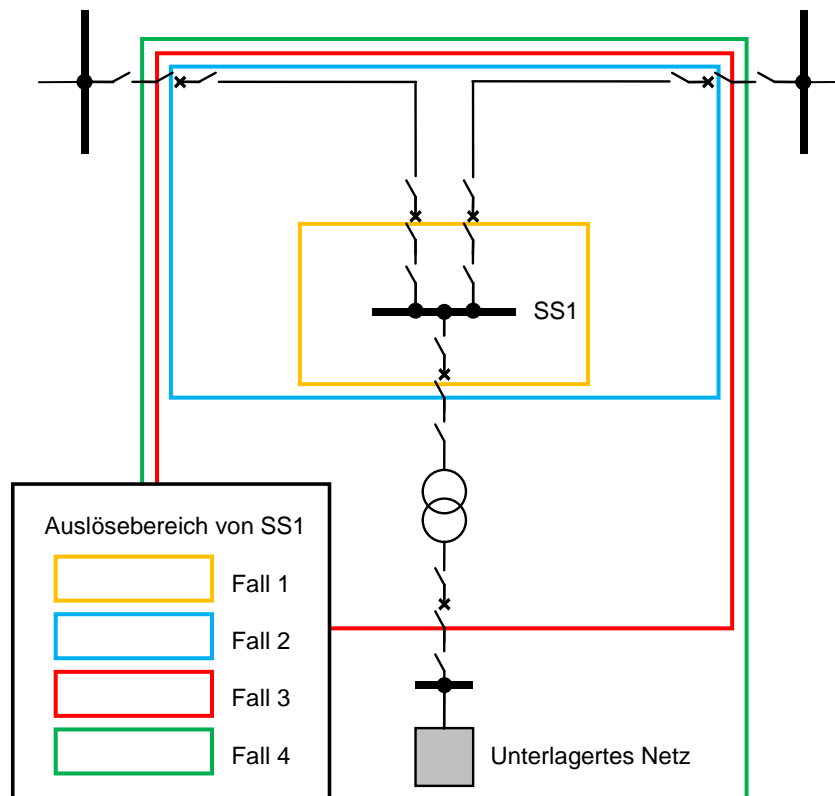 SS1
Auslösebereich von SS1
Fall 1
Fall 2
Fall 3
Fall 4
Unterlagertes Netz